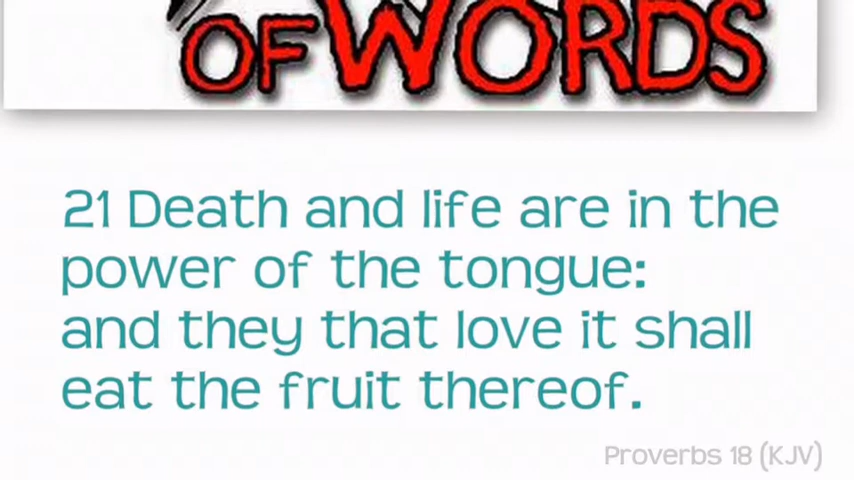 OF WORDS
21 Death and life are in the
power of the tongue:
and they that love it shall
eat the fruit thereof.
Proverbs 18 (KJV)